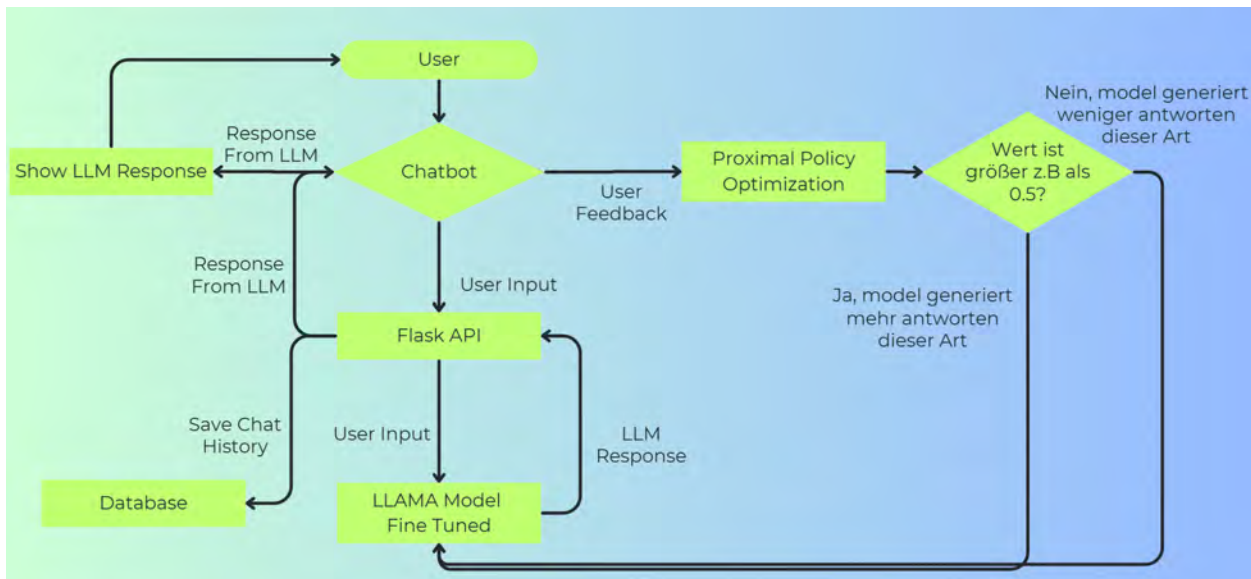 User
Nein, model generiert
weniger antworten
dieser Art
Response
From LLM
Show LLM Response
Chatbot
User
Feedback
Proximal Policy
Optimization
Wert ist
größer z.B als
0.5?
Response
From LLM
User Input
Ja, model generiert
mehr antworten
dieser Art
Flask API
Save Chat
History
User Input
LLM
Response
Database
LLAMA Model
Fine Tuned